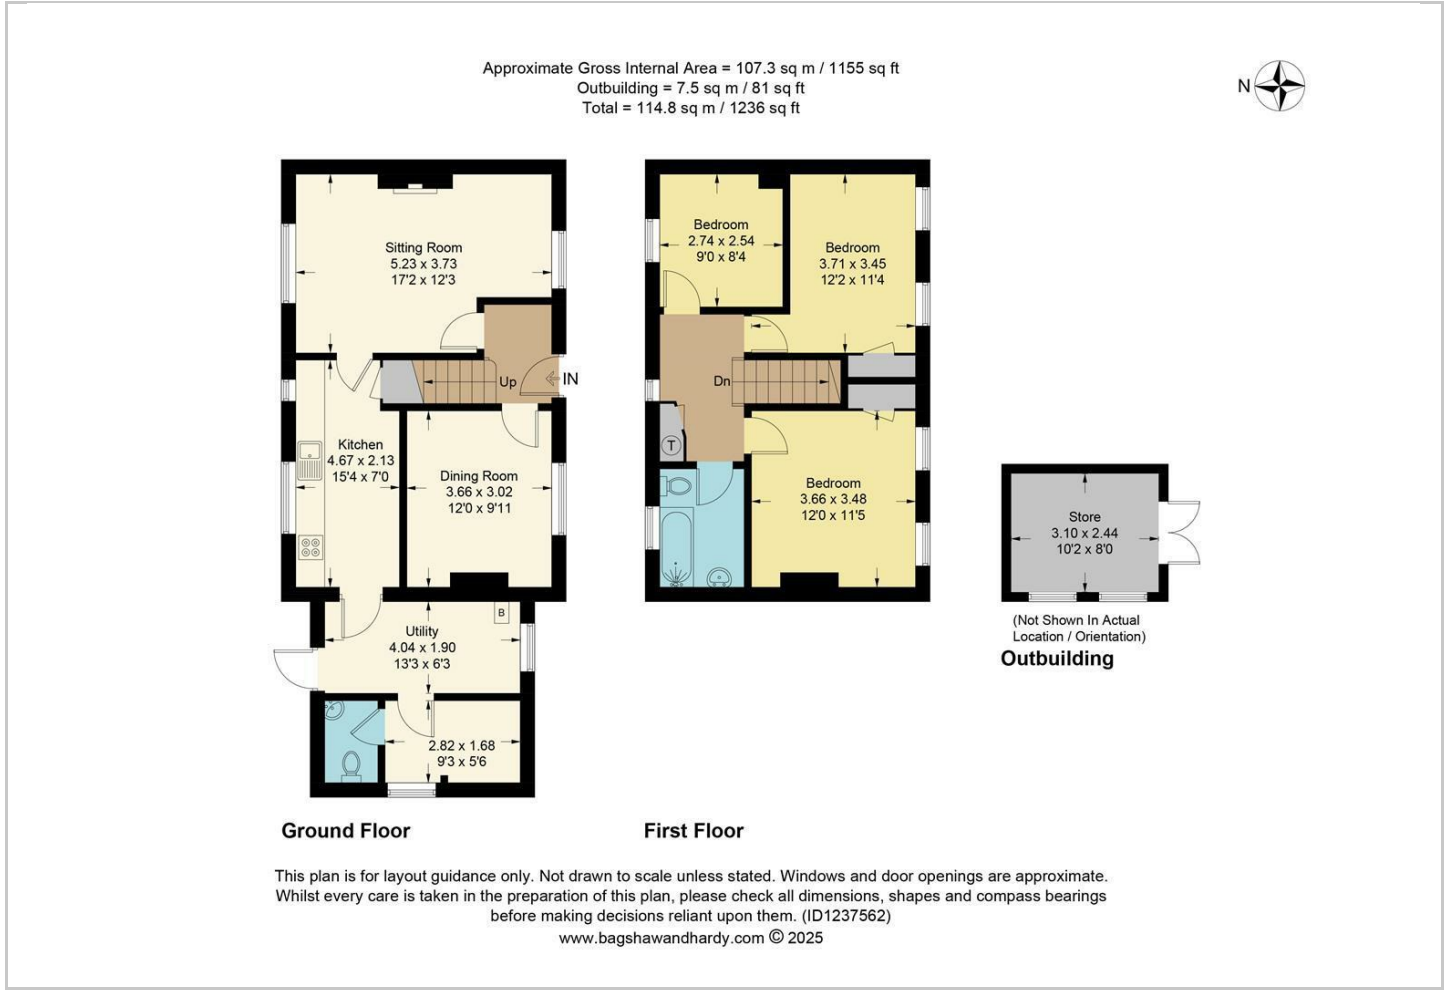 Approximate Gross Internal Area = 107.3 sq m / 1155 sq ft
Outbuilding = 7.5 sq m / 81 sq ft
Total = 114.8 sq m / 1236 sq ft
N
Sitting Room
5.23 x 3.73
17'2 x 12'3
Up
IN
Kitchen
4.67 x 2.13
15'4 x 7'0
Dining Room
3.66 x 3.02
12'0 x 9'11
Utility
4.04 x 1.90
13'3 x 6'3
B
2.82 x 1.68
9'3 x 5'6
Ground Floor
Bedroom
2.74 x 2.54
9'0 x 8'4
Bedroom
3.71 x 3.45
12'2 x 11'4
Dn
T
Bedroom
3.66 x 3.48
12'0 x 11'5
First Floor
Store
3.10 x 2.44
10'2 x 8'0
(Not Shown In Actual
Location / Orientation)
Outbuilding
This plan is for layout guidance only. Not drawn to scale unless stated. Windows and door openings are approximate.
Whilst every care is taken in the preparation of this plan, please check all dimensions, shapes and compass bearings
before making decisions reliant upon them. (ID1237562)
www.bagshawandhardy.com © 2025